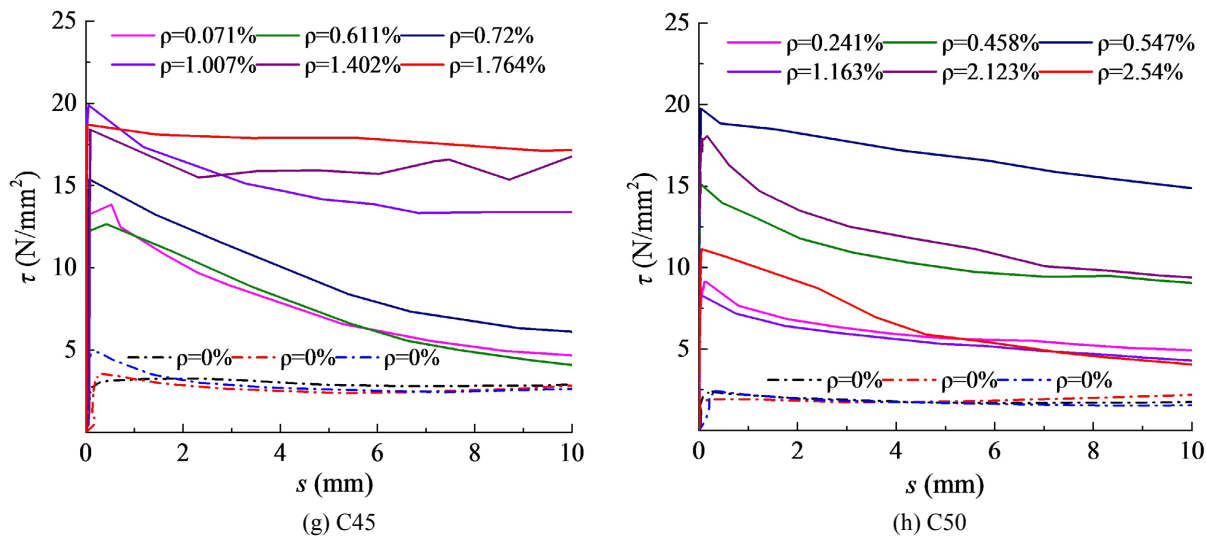 25
ρ=0.071% ρ=0.611% ρ=0.72%
ρ=1.007% ρ=1.402% ρ=1.764%
20
15
10
5
ρ=0% ρ=0% ρ=0%
0 2 4 6 8 10
τ (N/mm²)
s (mm)
(g) C45
25
ρ=0.241% ρ=0.458% ρ=0.547%
ρ=1.163% ρ=2.123% ρ=2.54%
20
15
10
5
ρ=0% ρ=0% ρ=0%
0 2 4 6 8 10
τ (N/mm²)
s (mm)
(h) C50